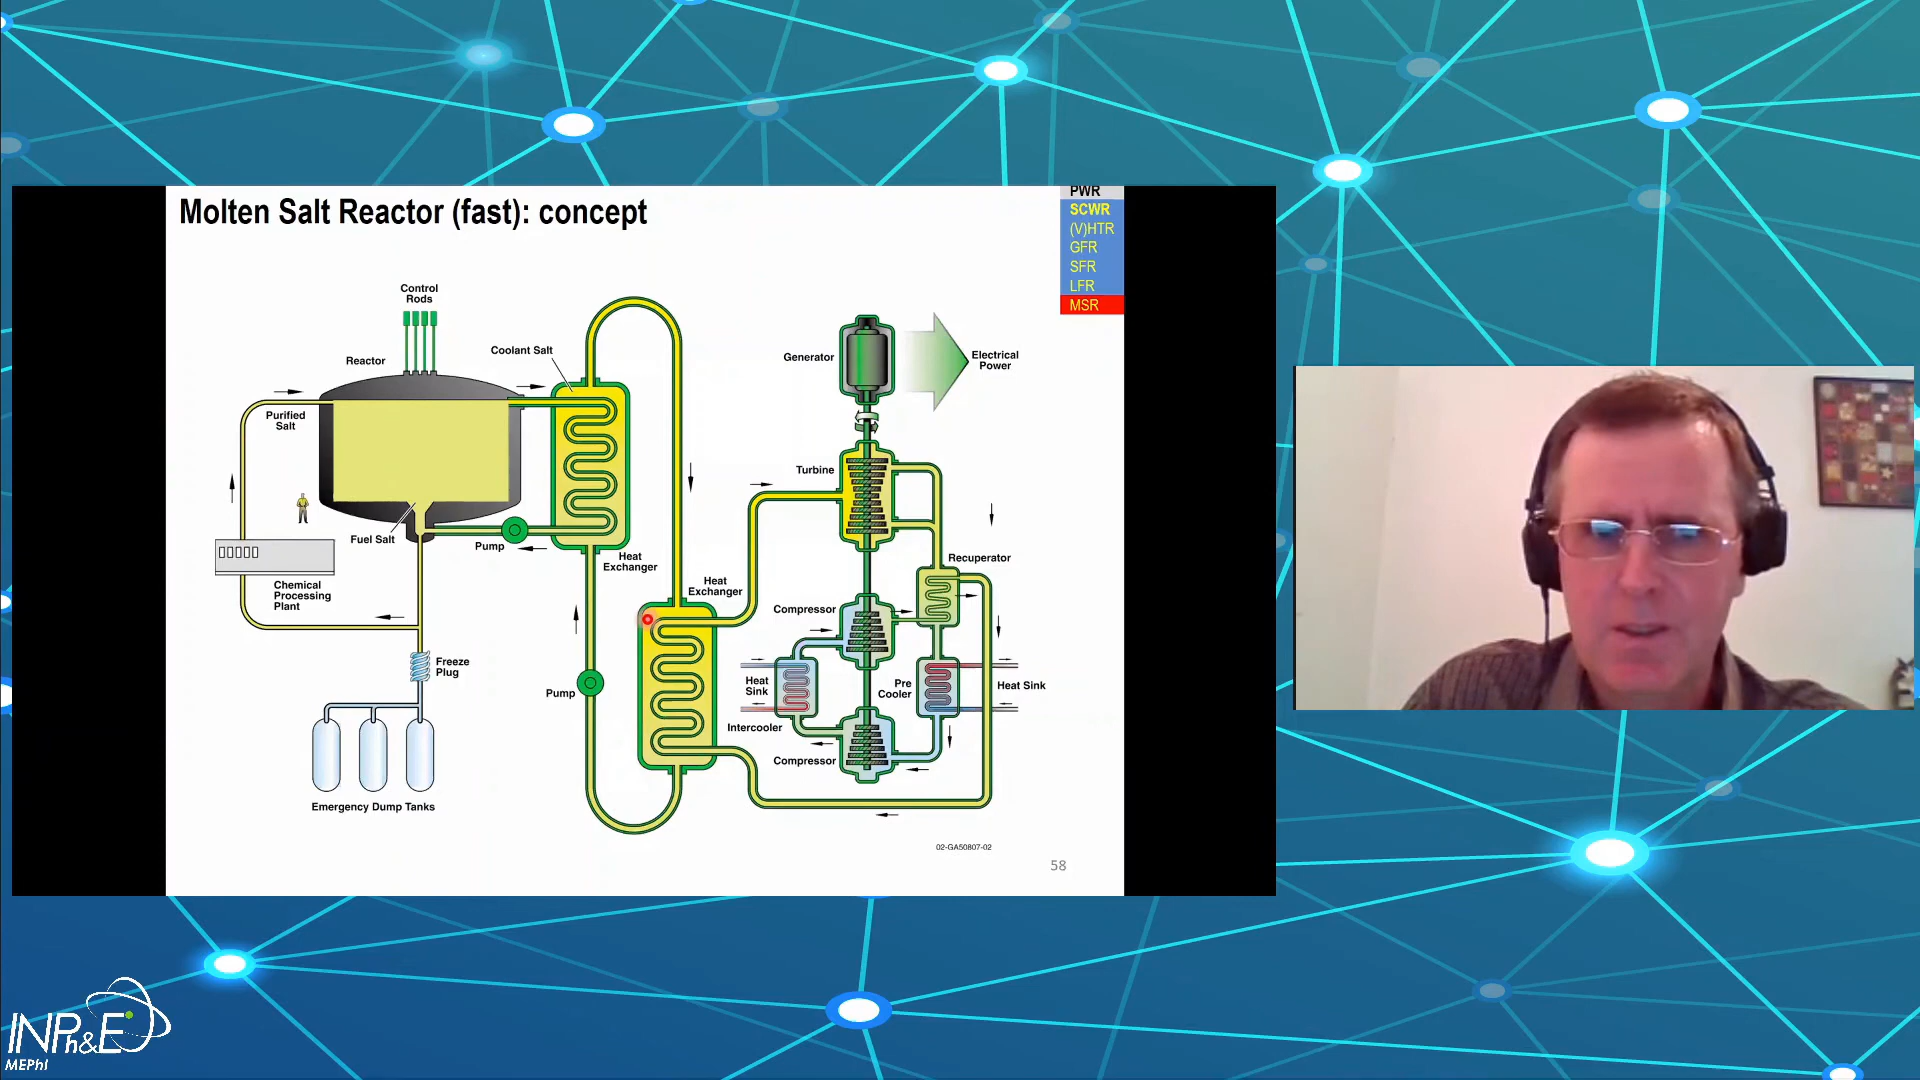 Molten Salt Reactor (fast): concept
PWR
SCWR
(V)HTR
GFR
SFR
LFR
MSR
Control
Rods
Reactor
Coolant Salt
Purified
Salt
Fuel Salt
Pump
Heat
Exchanger
Chemical
Processing
Plant
Freeze
Plug
Emergency Dump Tanks
Pump
Heat
Exchanger
Generator
Electrical
Power
Turbine
Recuperator
Compressor
Heat
Sink
Pre
Cooler
Heat Sink
Intercooler
Compressor
02-GA50807-02
58
INPh&E
MEPhI